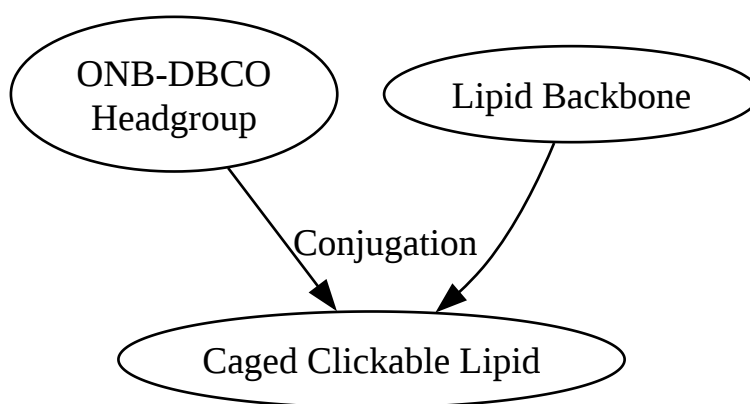 ONB-DBCO
Headgroup
Lipid Backbone
Conjugation
Caged Clickable Lipid